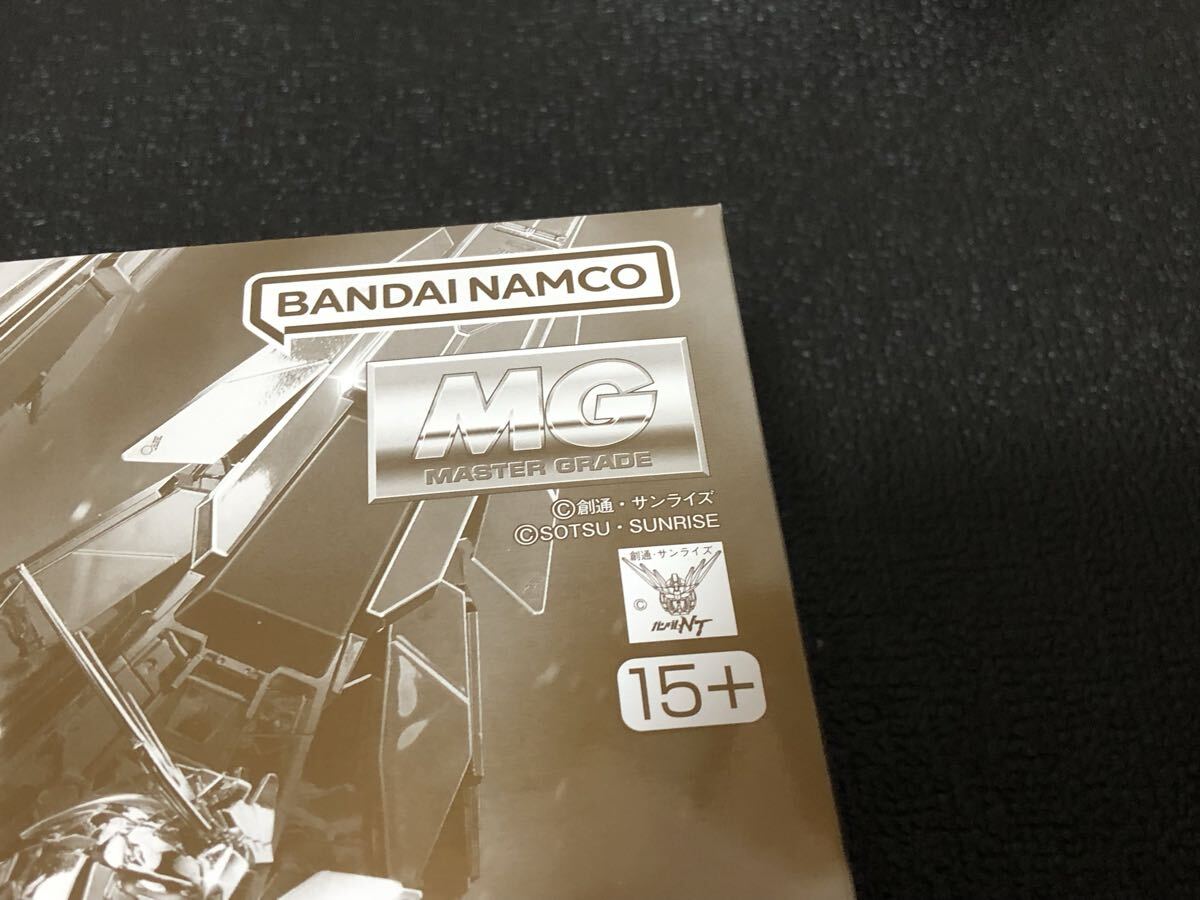 BANDAI NAMCO
MG
MASTER GRADE
©創通・サンライズ
©SOTSU・SUNRISE
創通・サンライズ
©
NT
15+